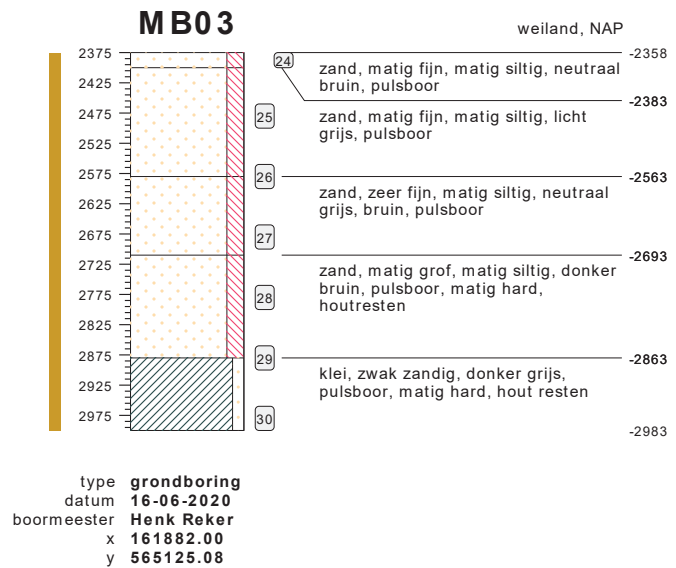 MB03
weiland, NAP
2375
2425
2475
2525
2575
2625
2675
2725
2775
2825
2875
2925
2975
24
25
26
27
28
29
30
-2358
zand, matig fijn, matig siltig, neutraal
bruin, pulsboor
-2383
zand, matig fijn, matig siltig, licht
grijs, pulsboor
-2563
zand, zeer fijn, matig siltig, neutraal
grijs, bruin, pulsboor
-2693
zand, matig grof, matig siltig, donker
bruin, pulsboor, matig hard,
houtresten
-2863
klei, zwak zandig, donker grijs,
pulsboor, matig hard, hout resten
-2983
type grondboring
datum 16-06-2020
boormeester Henk Reker
x 161882.00
y 565125.08